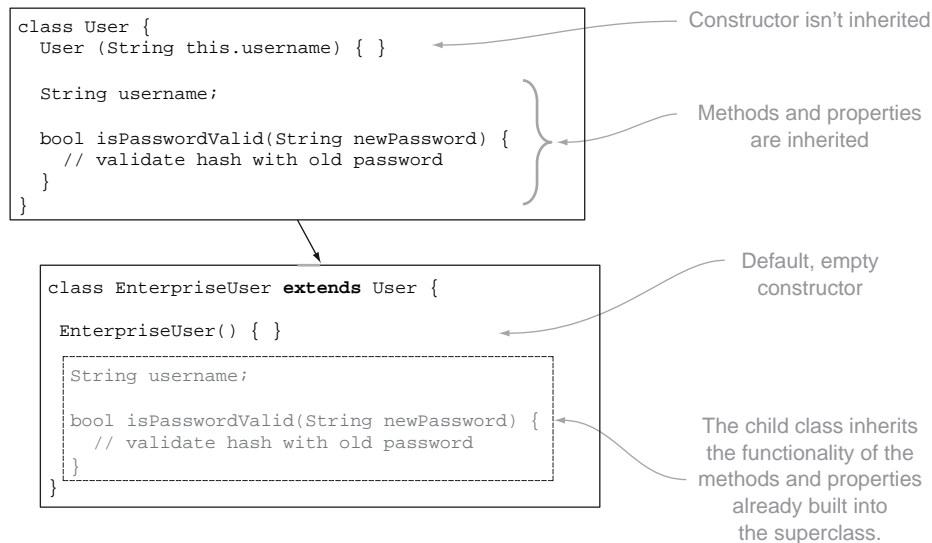 class User {
User (String this.username) { }
String username;
bool isPasswordValid(String newPassword) {
// validate hash with old password
}
}
Constructor isn't inherited
Methods and properties
are inherited
class EnterpriseUser extends User {
EnterpriseUser() { }
String username;
bool isPasswordValid(String newPassword) {
// validate hash with old password
}
}
Default, empty
constructor
The child class inherits
the functionality of the
methods and properties
already built into
the superclass.